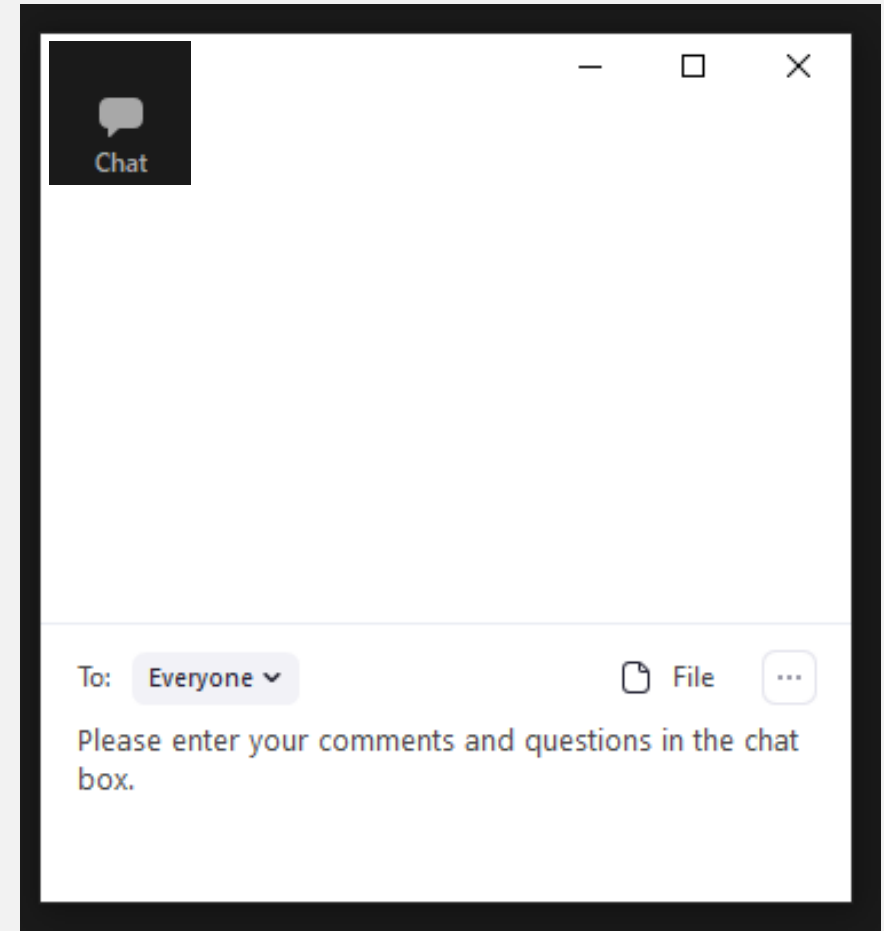 Chat
To: Everyone File
Please enter your comments and questions in the chat
box.